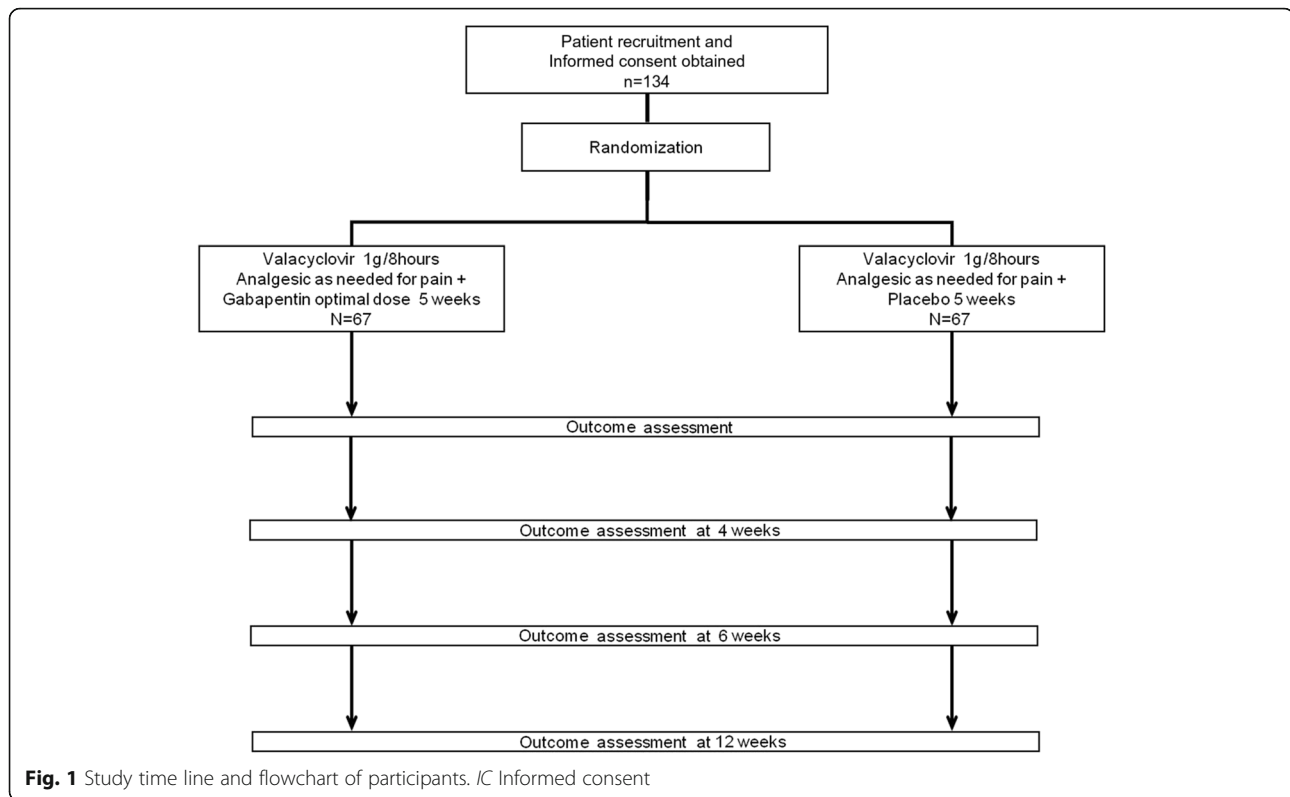 Patient recruitment and
Informed consent obtained
n=134
Randomization
Valacyclovir 1g/8hours
Analgesic as needed for pain +
Gabapentin optimal dose 5 weeks
N=67
Valacyclovir 1g/8hours
Analgesic as needed for pain +
Placebo 5 weeks
N=67
Outcome assessment
Outcome assessment at 4 weeks
Outcome assessment at 6 weeks
Outcome assessment at 12 weeks
Fig. 1 Study time line and flowchart of participants. IC Informed consent